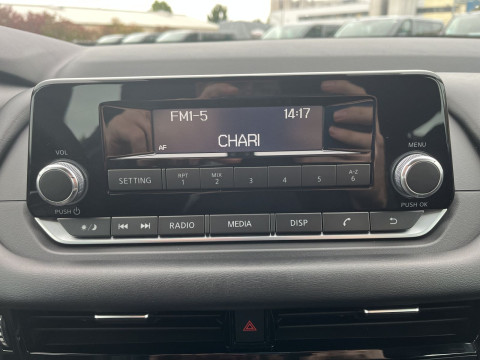 FM1-5 14:17
AF CHARI
VOL
MENU
SETTING RPT 1 MIX 2 3 4 5 A-Z 6
PUSH PUSH OK
RADIO MEDIA DISP